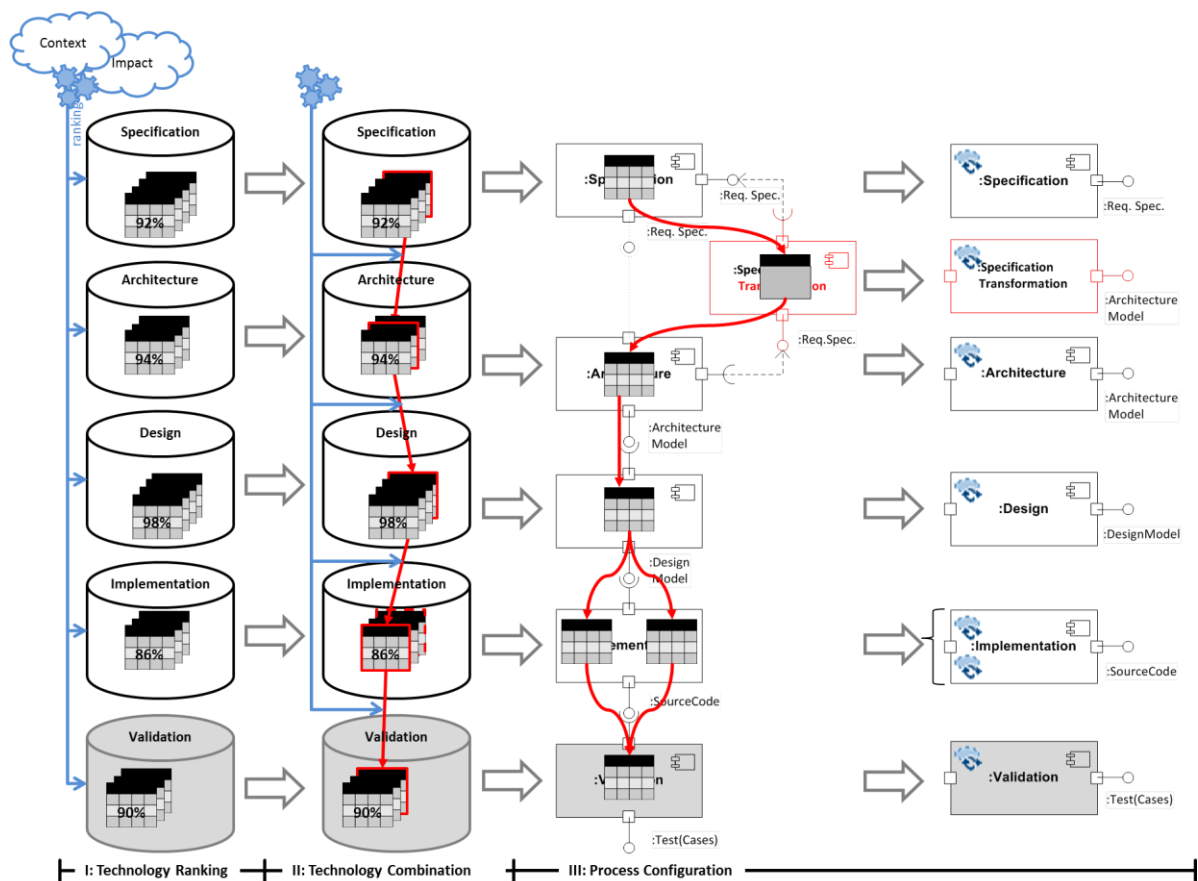 Context
Impact
ranking
Specification
92%
Architecture
94%
Design
98%
Implementation
86%
Validation
90%
Specification
92%
Architecture
94%
Design
98%
Implementation
86%
Validation
90%
:Req. Spec.
:Req. Spec.
:Req.Spec.
:Architecture
Model
:Design
Model
:SourceCode
:Test(Cases)
:Specification
:Req. Spec.
:Specification
Transformation
:Architecture
Model
:Architecture
:Architecture
Model
:Design
:DesignModel
:Implementation
:SourceCode
:Validation
:Test(Cases)
I: Technology Ranking
II: Technology Combination
III: Process Configuration